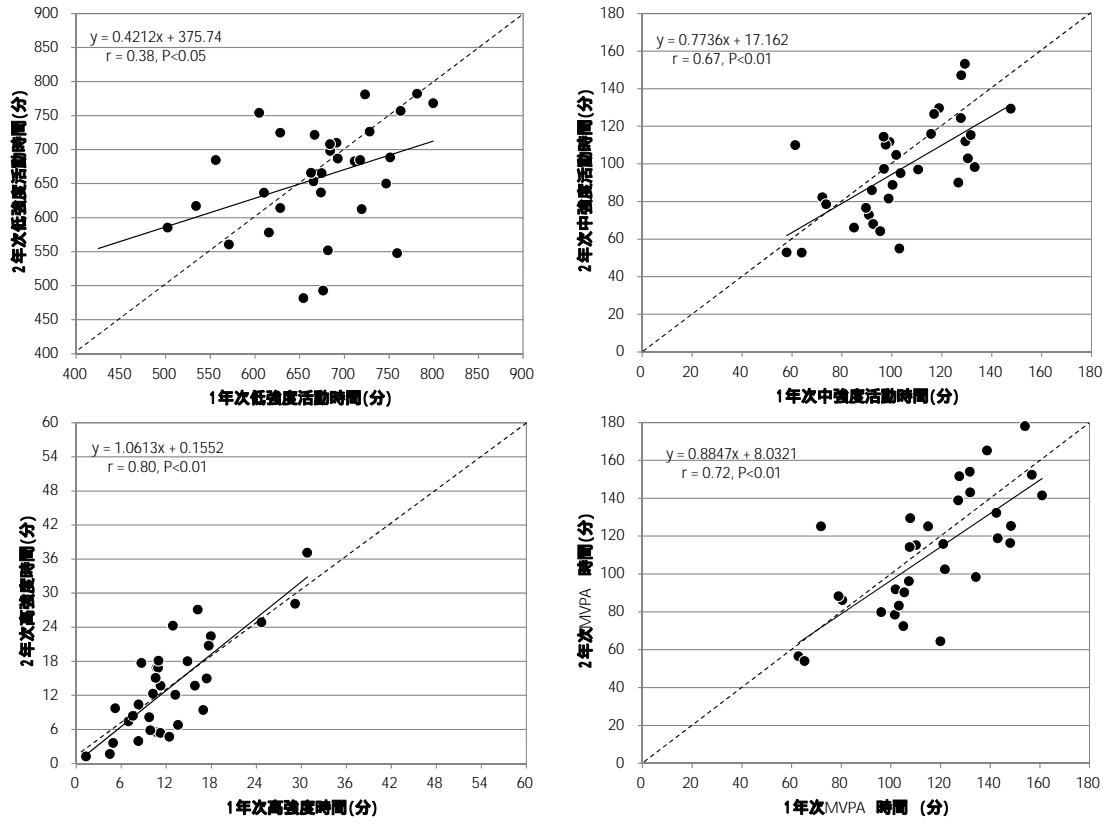 y = 0.4212x + 375.74
r = 0.38, P<0.05
900
850
800
750
700
650
600
550
500
450
400
400 450 500 550 600 650 700 750 800 850 900
2年次低強度活動時間(分)
1年次低強度活動時間(分)
y = 0.7736x + 17.162
r = 0.67, P<0.01
180
160
140
120
100
80
60
40
20
0
0 20 40 60 80 100 120 140 160 180
2年次中強度活動時間(分)
1年次中強度活動時間(分)
y = 1.0613x + 0.1552
r = 0.80, P<0.01
60
54
48
42
36
30
24
18
12
6
0
0 6 12 18 24 30 36 42 48 54 60
2年次高強度時間(分)
1年次高強度時間(分)
y = 0.8847x + 8.0321
r = 0.72, P<0.01
180
160
140
120
100
80
60
40
20
0
0 20 40 60 80 100 120 140 160 180
2年次MVPA 時間 (分)
1年次MVPA 時間 (分)